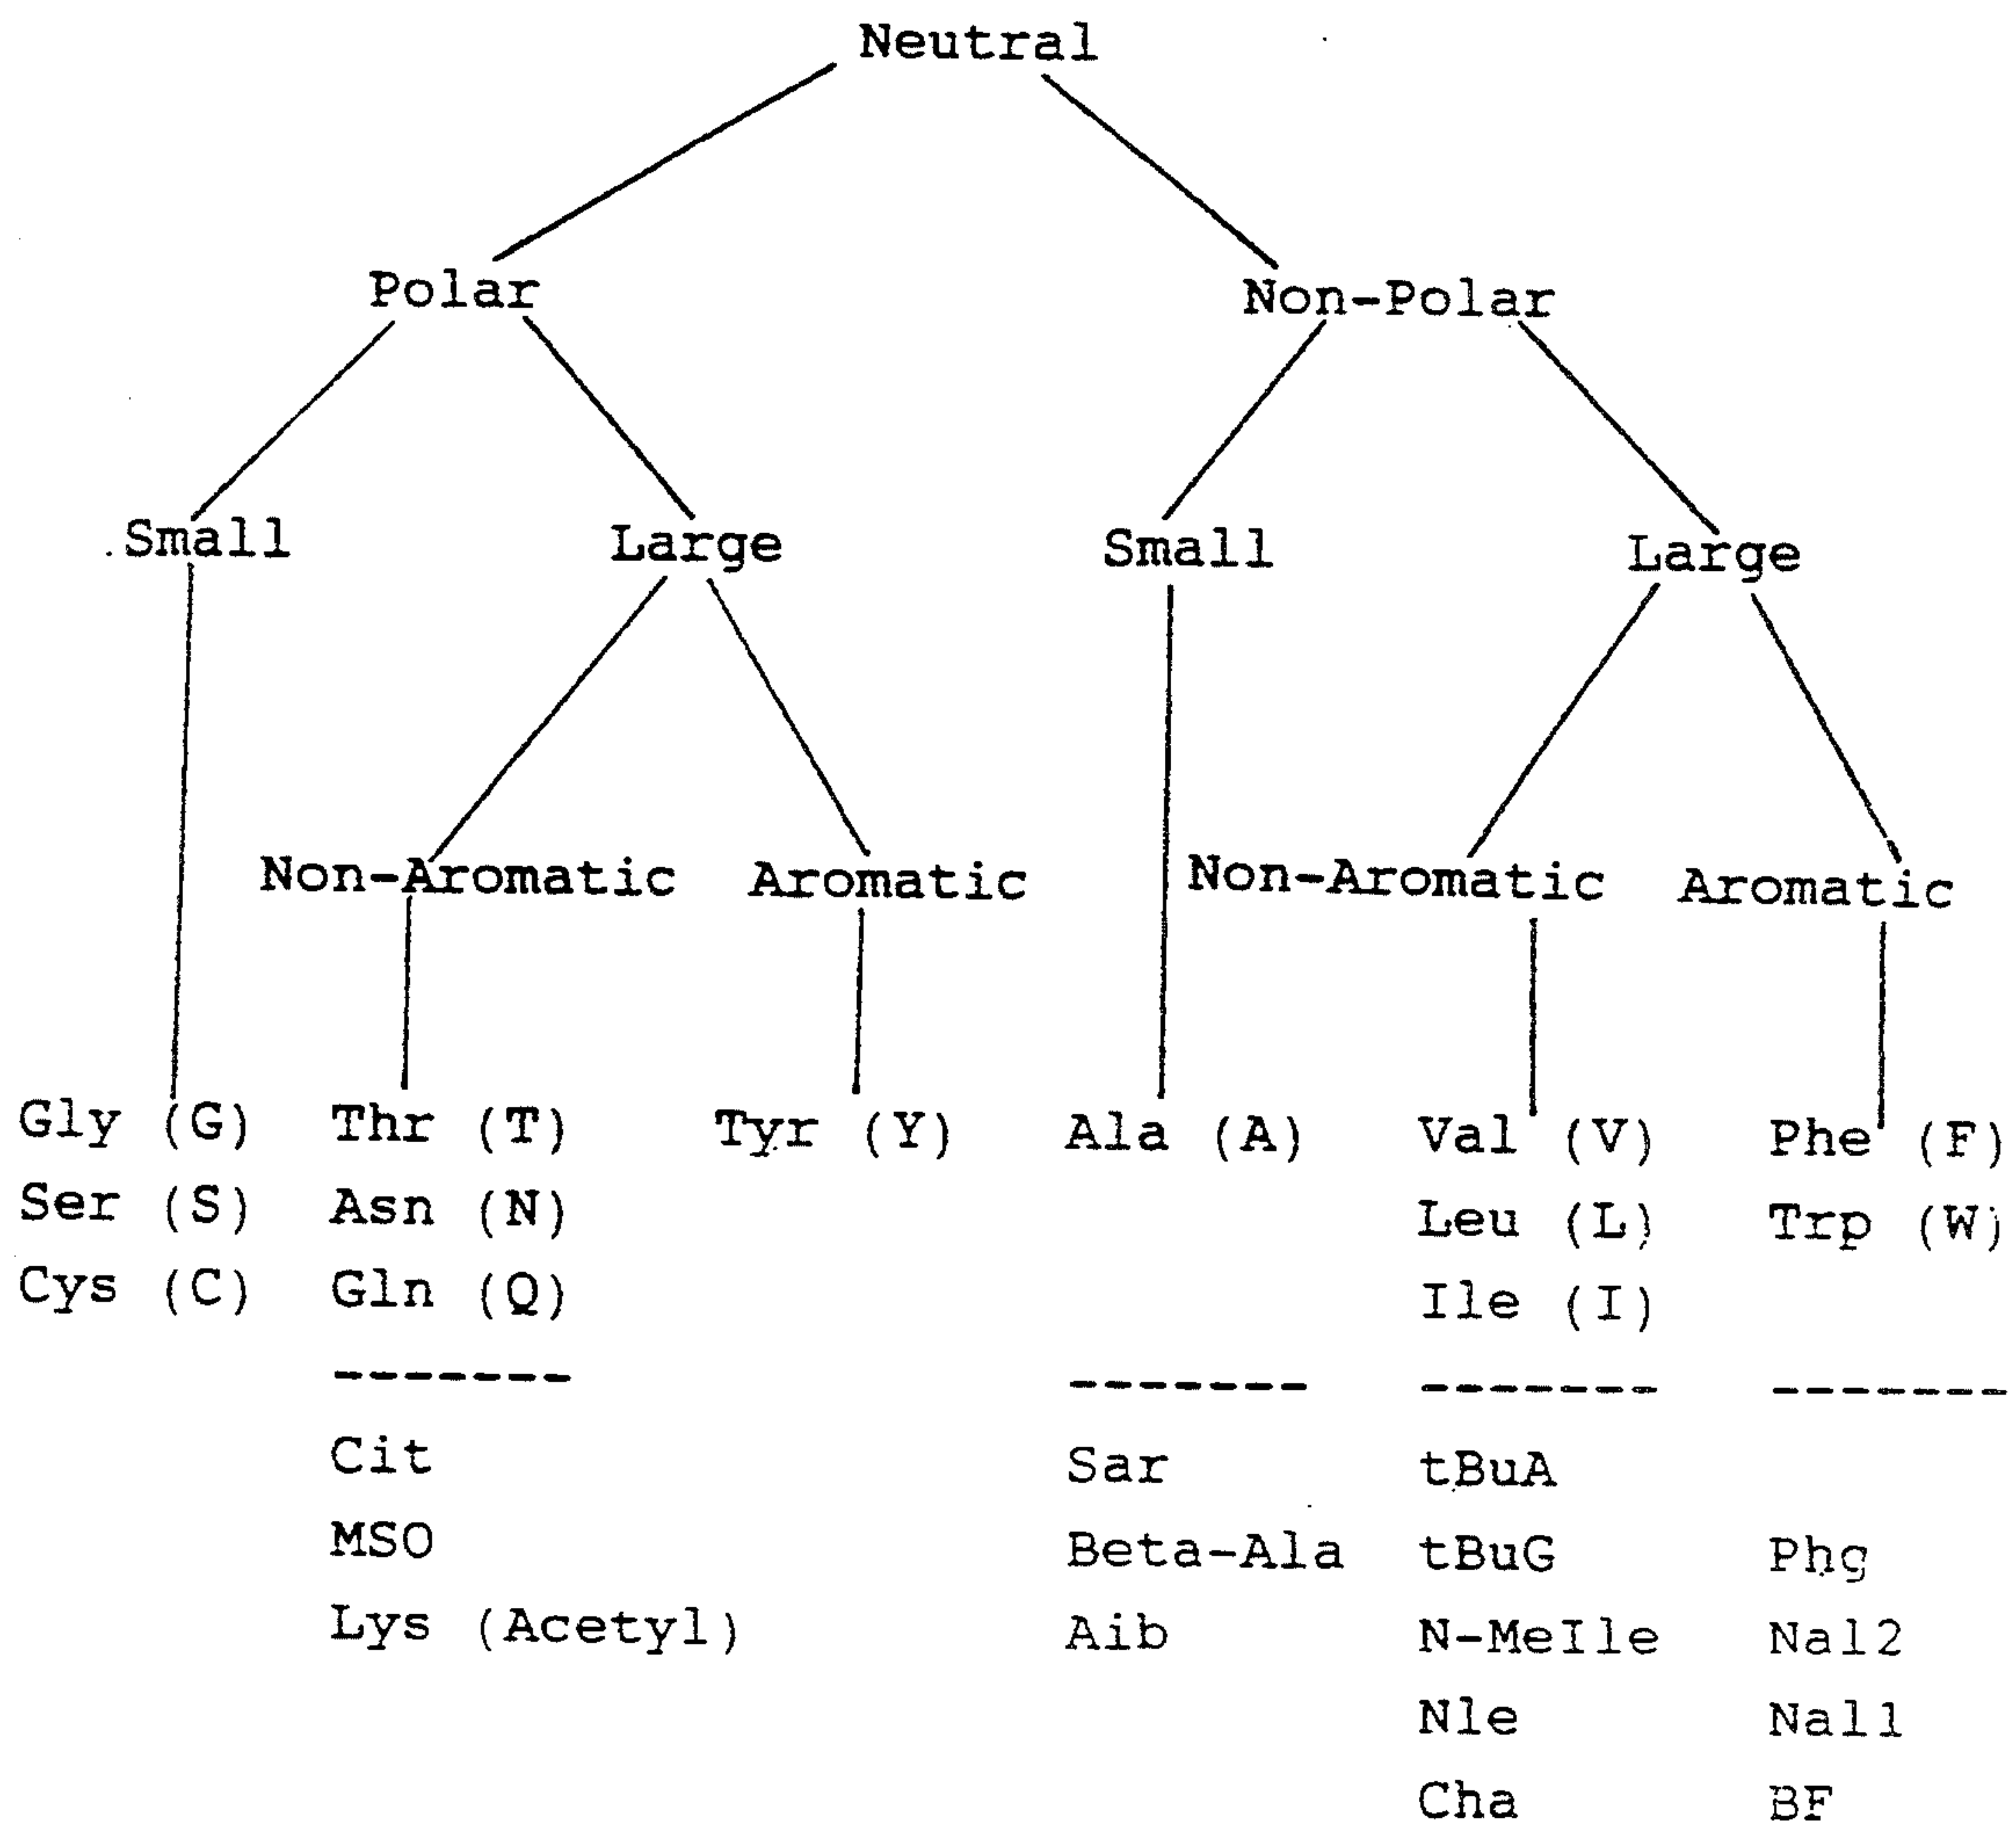 Neutral
Polar Non-Polar
Small Large Small Large
Non-Aromatic Aromatic Non-Aromatic Aromatic
Gly (G) Thr (T) Tyr (Y) Ala (A) Val (V) Phe (F)
Ser (S) Asn (N) Leu (L) Trp (W)
Cys (C) Gln (Q) Ile (I)
------- ------- ------- -------
Cit Sar tBuA
MSO Beta-Ala tBuG Phg
Lys (Acetyl) Aib N-MeIle Nal2
Nle Nal1
Cha BF